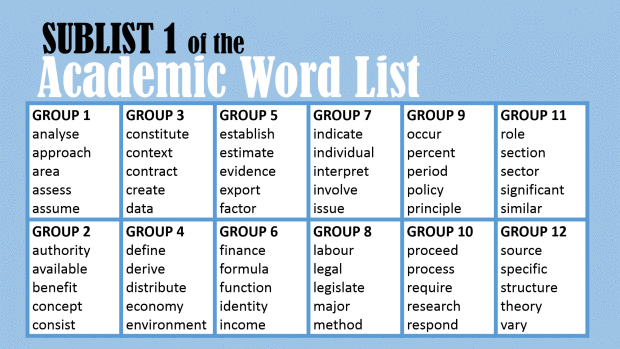 SUBLIST 1 of the
Academic Word List
GROUP 1
analyse
approach
area
assess
assume
GROUP 2
authority
available
benefit
concept
consist
GROUP 3
constitute
context
contract
create
data
GROUP 4
define
derive
distribute
economy
environment
GROUP 5
establish
estimate
evidence
export
factor
GROUP 6
finance
formula
function
identity
income
GROUP 7
indicate
individual
interpret
involve
issue
GROUP 8
labour
legal
legislate
major
method
GROUP 9
occur
percent
period
policy
principle
GROUP 10
proceed
process
require
research
respond
GROUP 11
role
section
sector
significant
similar
GROUP 12
source
specific
structure
theory
vary